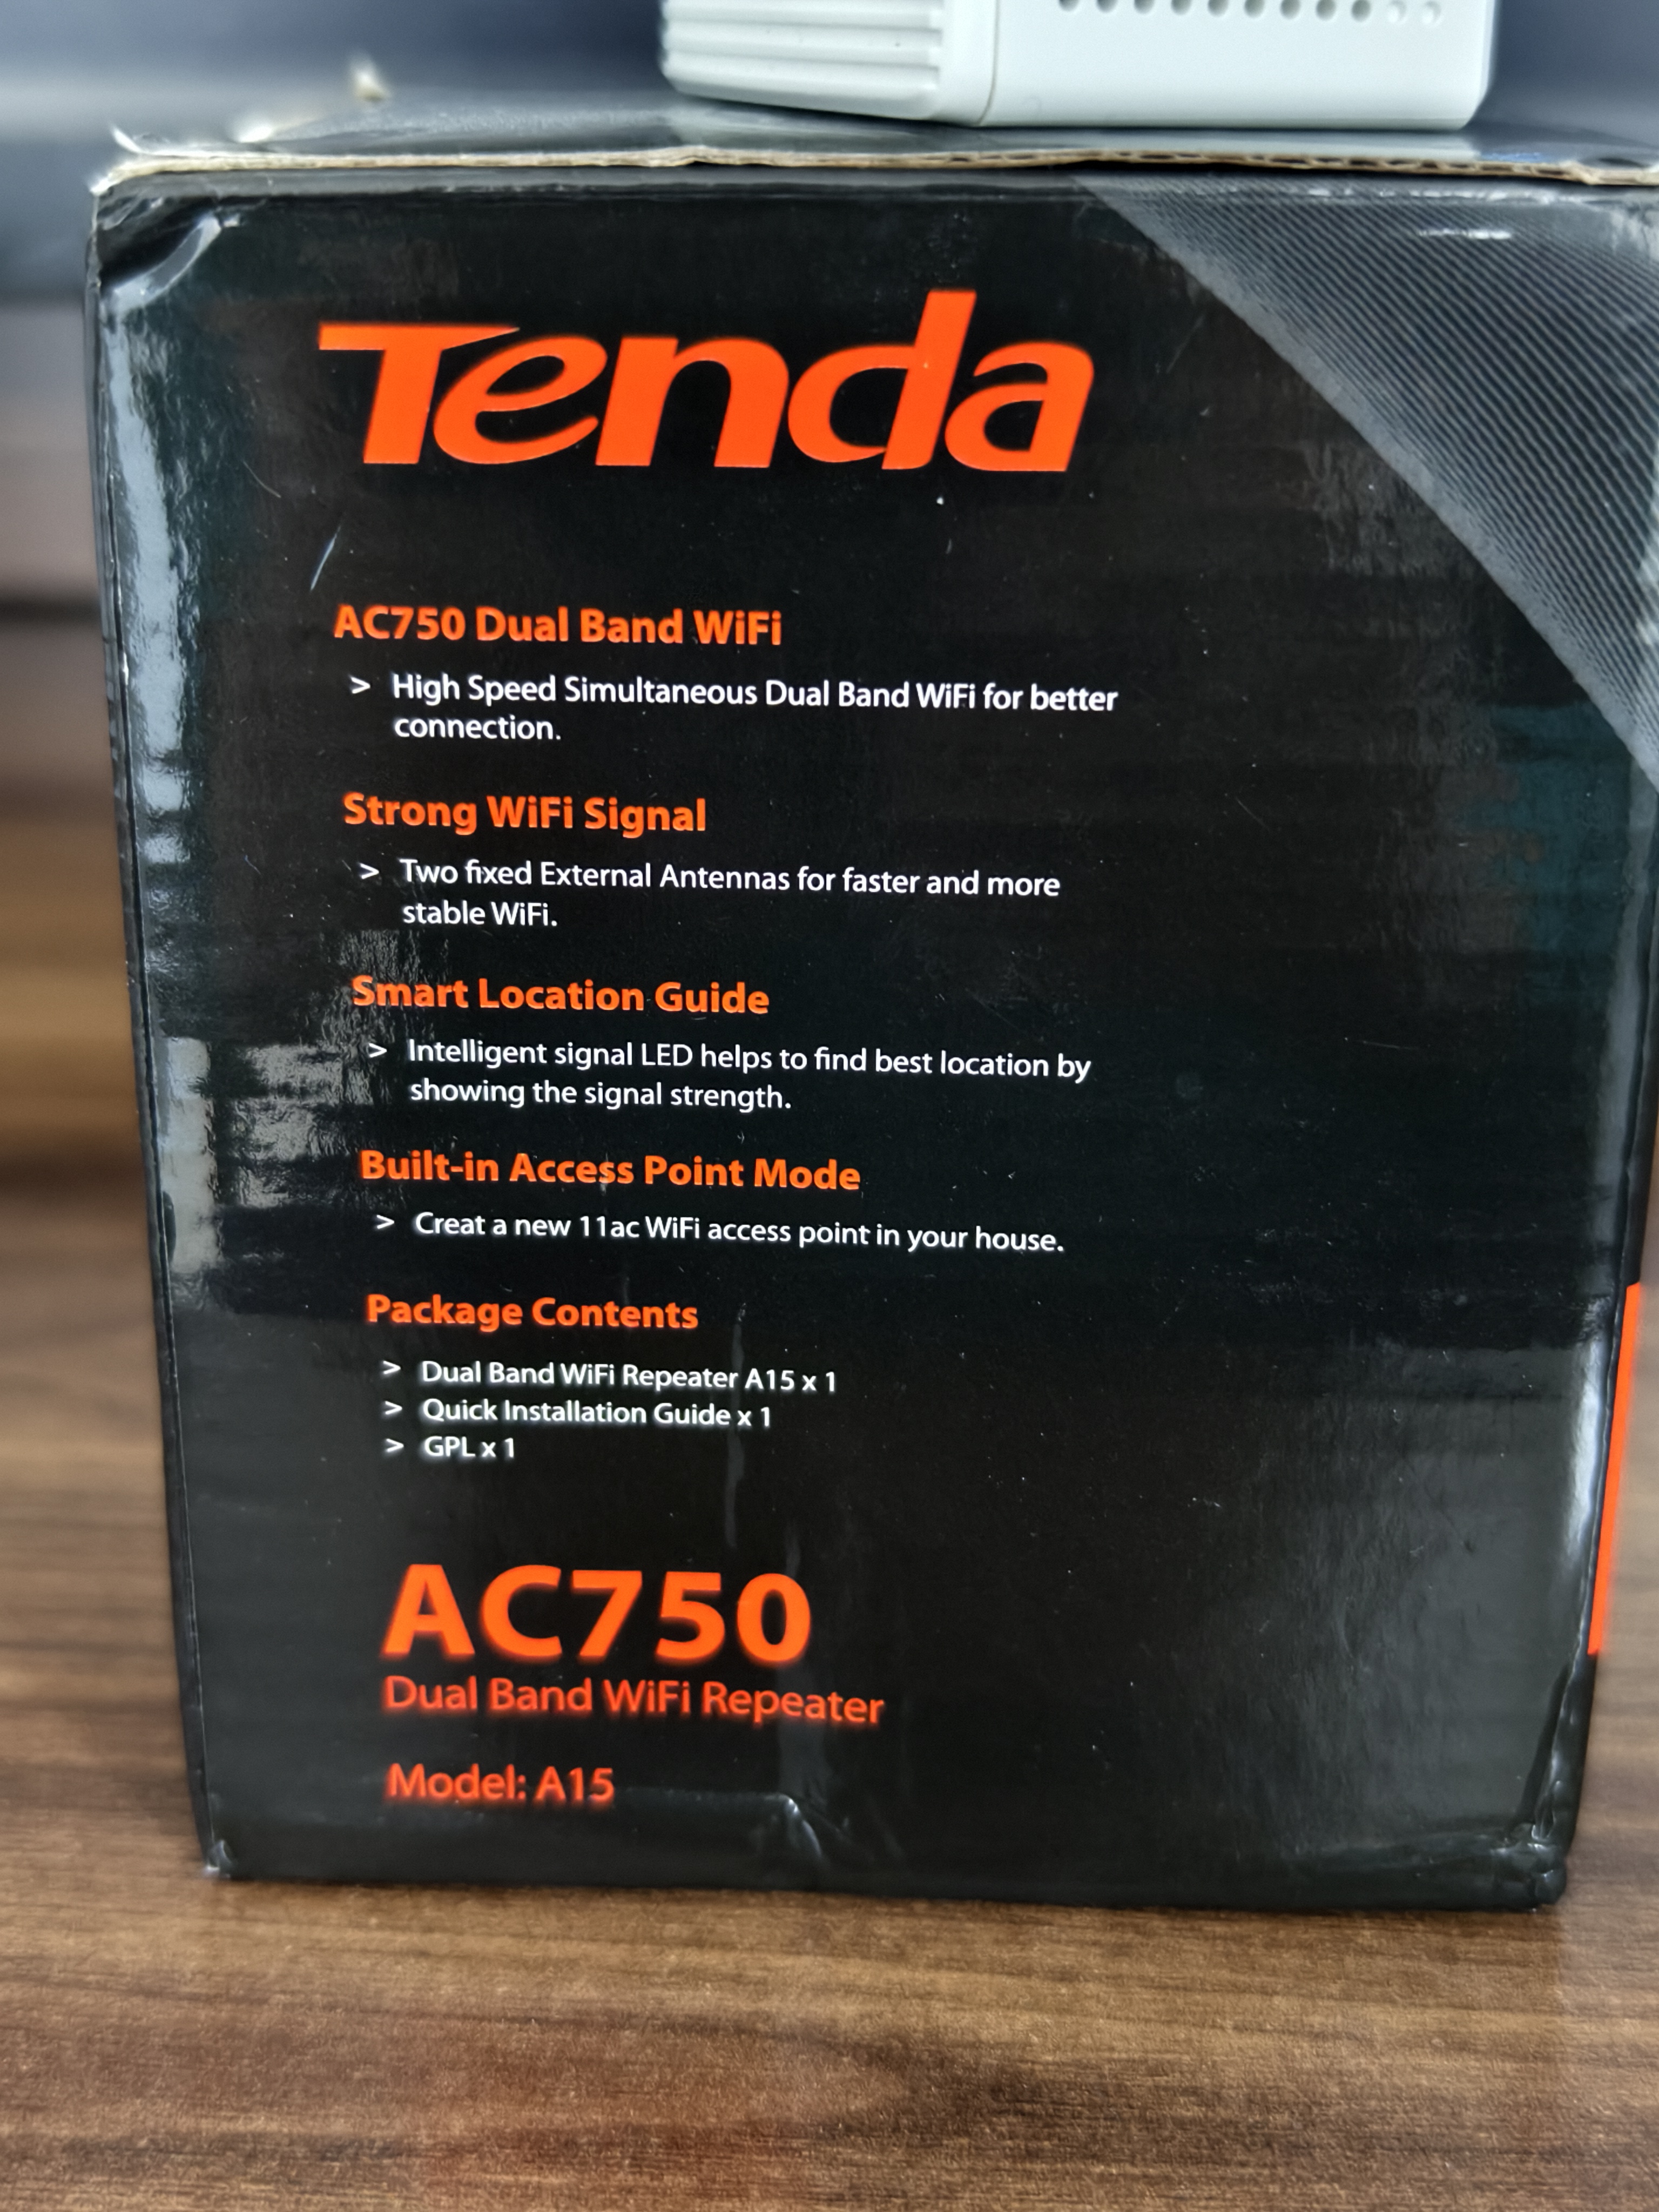 Tenda
AC750 Dual Band WiFi
> High Speed Simultaneous Dual Band WiFi for better
connection.
Strong WiFi Signal
> Two fixed External Antennas for faster and more
stable WiFi.
Smart Location Guide
> Intelligent signal LED helps to find best location by
showing the signal strength.
Built-in Access Point Mode
> Creat a new 11ac WiFi access point in your house.
Package Contents
> Dual Band WiFi Repeater A15 x 1
> Quick Installation Guide x 1
> GPL x 1
AC750
Dual Band WiFi Repeater
Model: A15